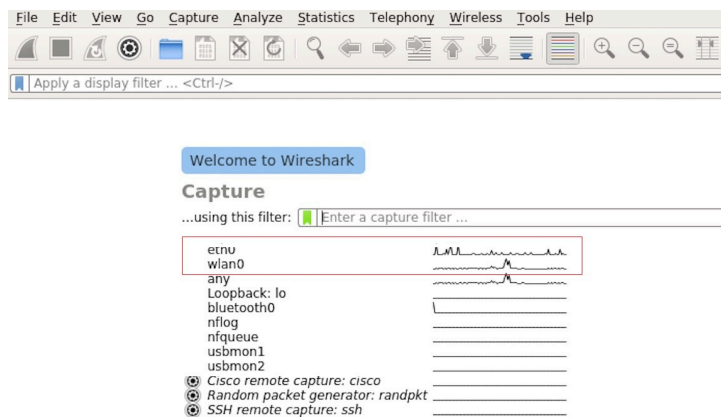 File Edit View Go Capture Analyze Statistics Telephony Wireless Tools Help
Apply a display filter ... <Ctrl-/>
Welcome to Wireshark
Capture
...using this filter: Enter a capture filter ...
eth0
wlan0
any
Loopback: lo
bluetooth0
nflog
nfqueue
usbmon1
usbmon2
Cisco remote capture: cisco
Random packet generator: randpkt
SSH remote capture: ssh